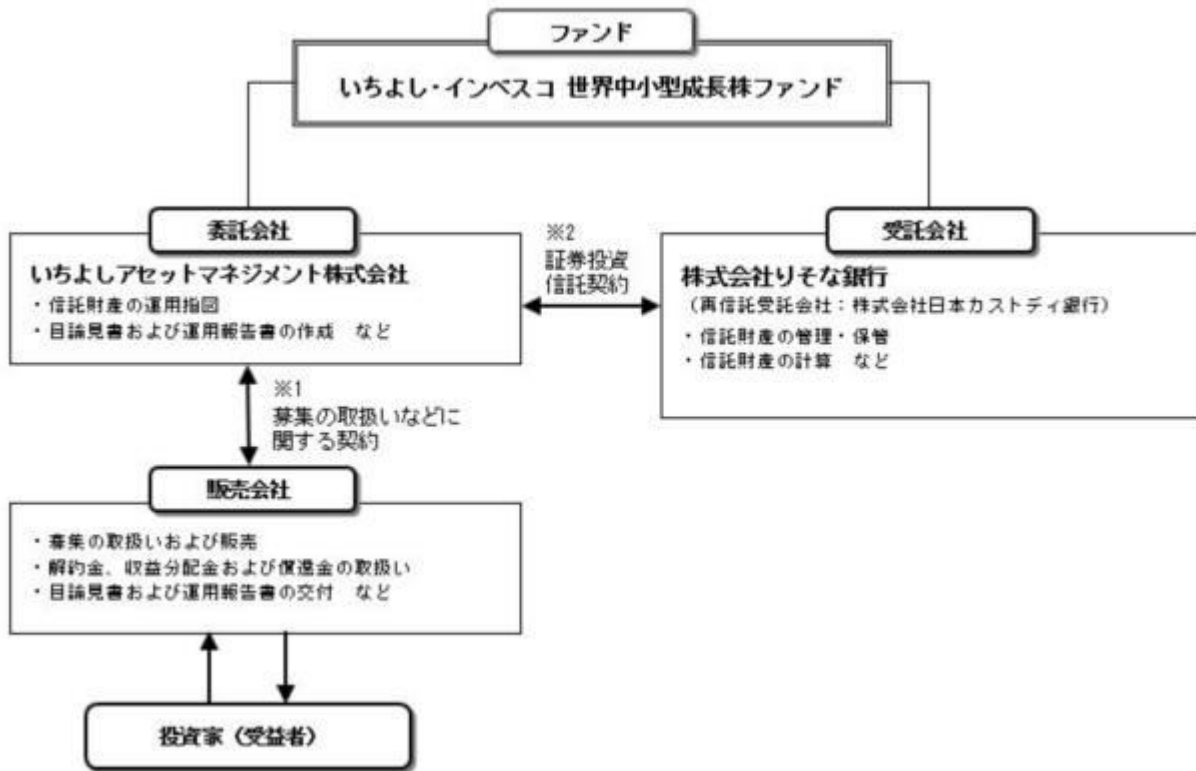 ファンド
いちよし・インベスコ 世界中小型成長株ファンド
委託会社
いちよしアセットマネジメント株式会社
・信託財産の運用指図
・目論見書および運用報告書の作成 など
※2
証券投資
信託契約
受託会社
株式会社りそな銀行
(再信託受託会社:株式会社日本カストディ銀行)
・信託財産の管理・保管
・信託財産の計算 など
※1
募集の取扱いなどに
関する契約
販売会社
・募集の取扱いおよび販売
・解約金、収益分配金および償還金の取扱い
・目論見書および運用報告書の交付 など
投資家(受益者)